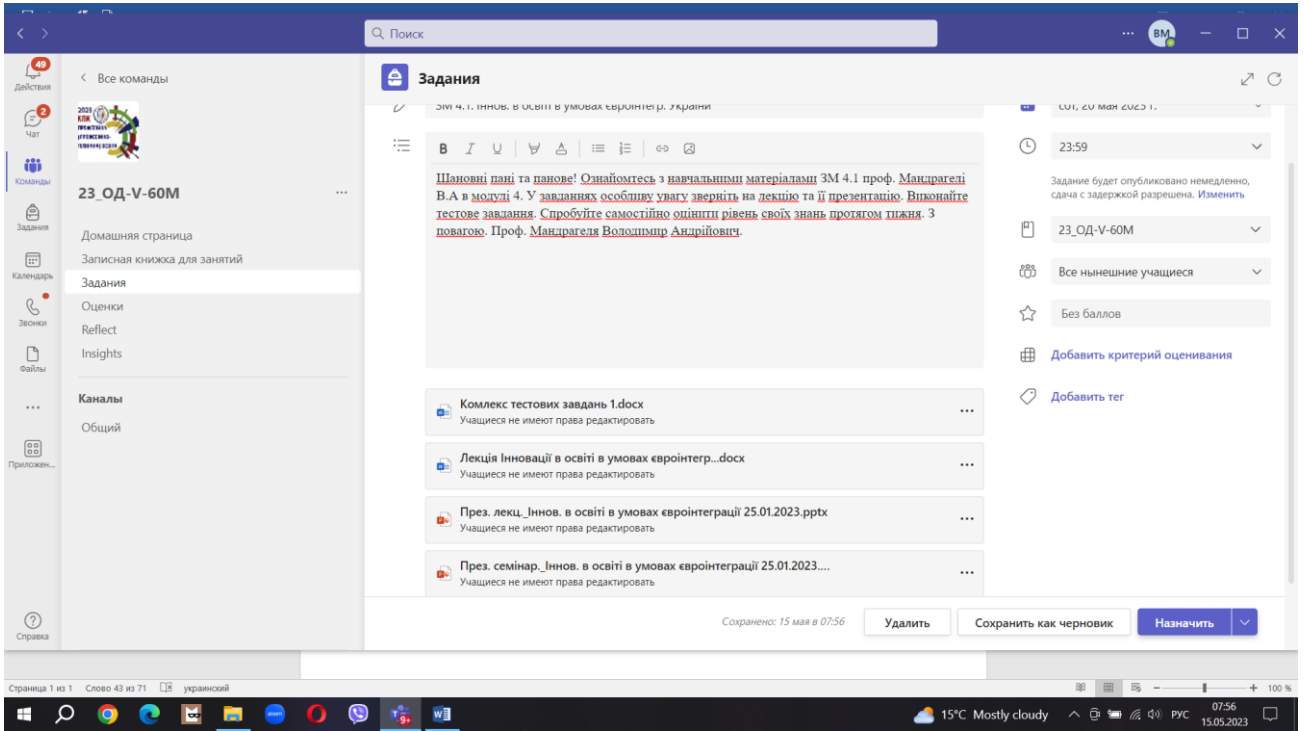 Поиск
BM
49
Действия
2
Чат
Команды
Задания
Календарь
Звонки
Файлы
Приложен...
Справка
Все команды
2023
КПК
23_ОД-V-60М
Домашняя страница
Записная книжка для занятий
Задания
Оценки
Reflect
Insights
Каналы
Общий
Задания
ЗМ 4.1. Іннов. в освіті в умовах євроінтегр. України
B I U
Шановні пані та панове! Ознайомтесь з навчальними матеріалами ЗМ 4.1 проф. Мандрагелі
В.А в модулі 4. У завданнях особливу увагу зверніть на лекцію та її презентацію. Виконайте
тестове завдання. Спробуйте самостійно оцінити рівень своїх знань протягом тижня. З
повагою. Проф. Мандрагеля Володимир Андрійович.
Комлекс тестових завдань 1.docx
Учащиеся не имеют права редактировать
Лекція Інновації в освіті в умовах євроінтегр...docx
Учащиеся не имеют права редактировать
През. лекц._Іннов. в освіті в умовах євроінтеграції 25.01.2023.pptx
Учащиеся не имеют права редактировать
През. семінар._Іннов. в освіті в умовах євроінтеграції 25.01.2023....
Учащиеся не имеют права редактировать
сбт, 20 мая 2023 г.
23:59
Задание будет опубликовано немедленно,
сдача с задержкой разрешена. Изменить
23_ОД-V-60М
Все нынешние учащиеся
Без баллов
Добавить критерий оценивания
Добавить тег
Сохранено: 15 мая в 07:56
Удалить
Сохранить как черновик
Назначить
Страница 1 из 1 Слово 43 из 71 украинский
100 %
zoom
9+
15°C Mostly cloudy
РУС
07:56
15.05.2023